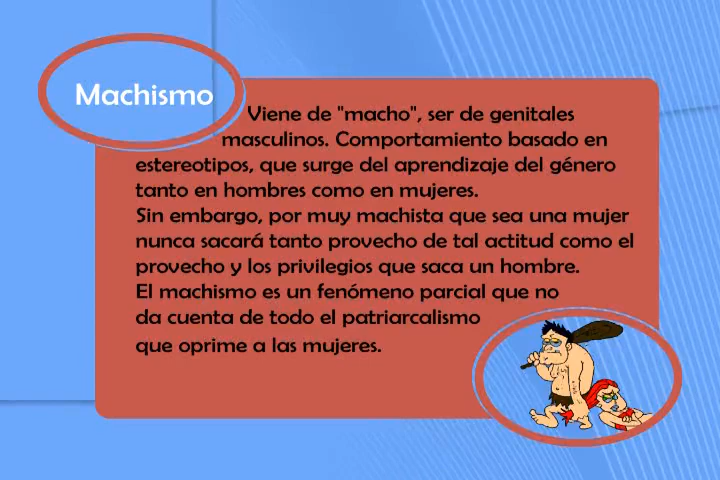 Machismo
Viene de "macho", ser de genitales
masculinos. Comportamiento basado en
estereotipos, que surge del aprendizaje del género
tanto en hombres como en mujeres.
Sin embargo, por muy machista que sea una mujer
nunca sacará tanto provecho de tal actitud como el
provecho y los privilegios que saca un hombre.
El machismo es un fenómeno parcial que no
da cuenta de todo el patriarcalismo
que oprime a las mujeres.